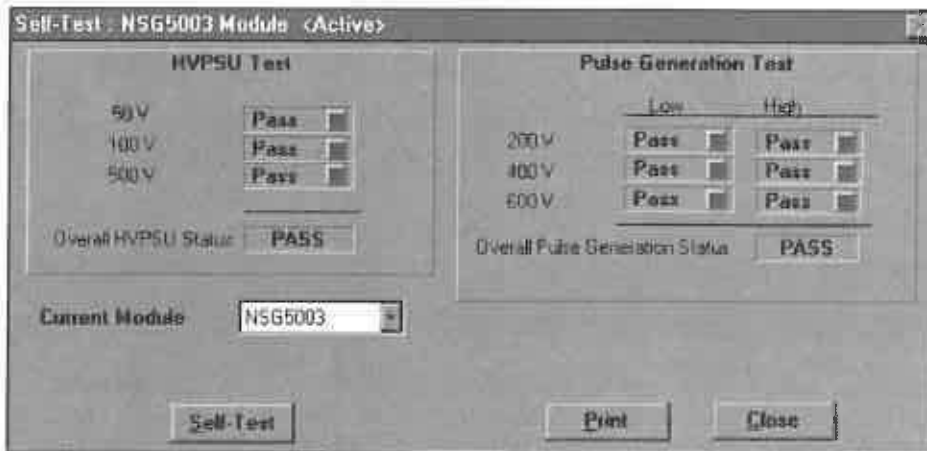 Self-Test : NSG5003 Module <Active>
HVPSU Test
50 V Pass
100 V Pass
500 V Pass
Overall HVPSU Status PASS
Pulse Generation Test
Low High
200 V Pass Pass
400 V Pass Pass
600 V Pass Pass
Overall Pulse Generation Status PASS
Current Module NSG5003
Self-Test
Print
Close